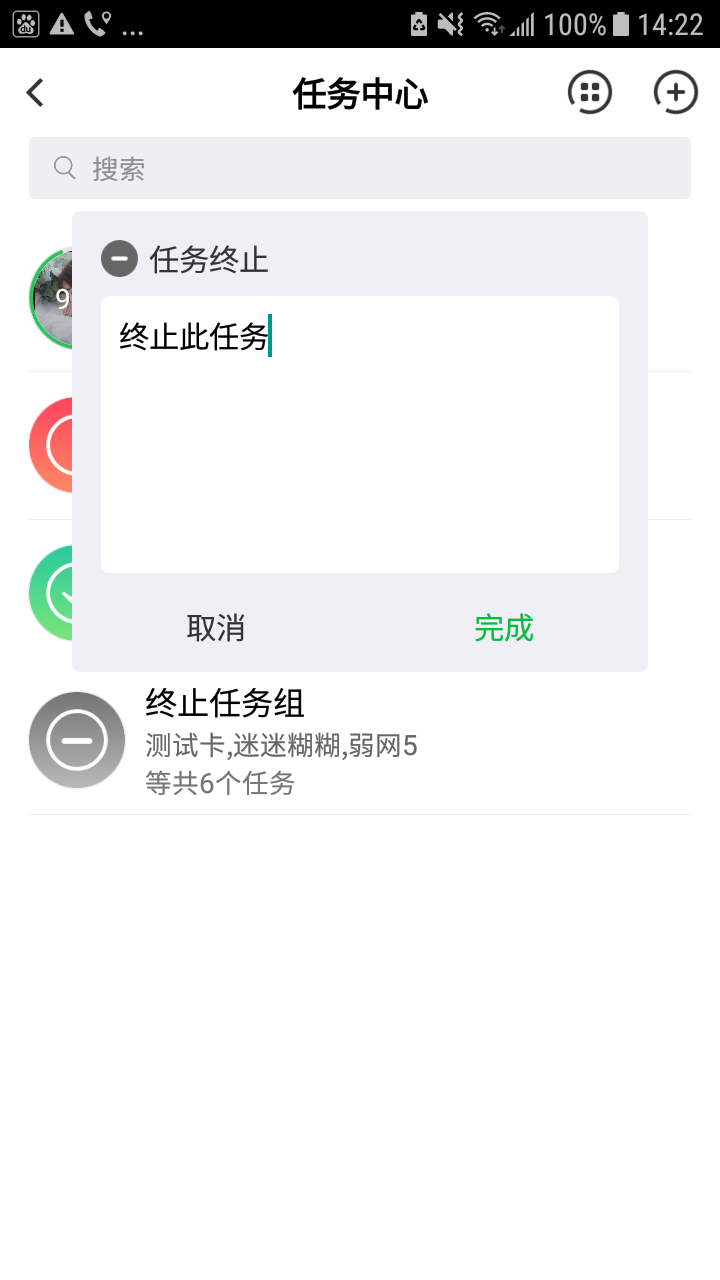 ... 100% 14:22
任务中心
搜索
9
任务终止
终止此任务
取消 完成
终止任务组
测试卡,迷迷糊糊,弱网5
等共6个任务